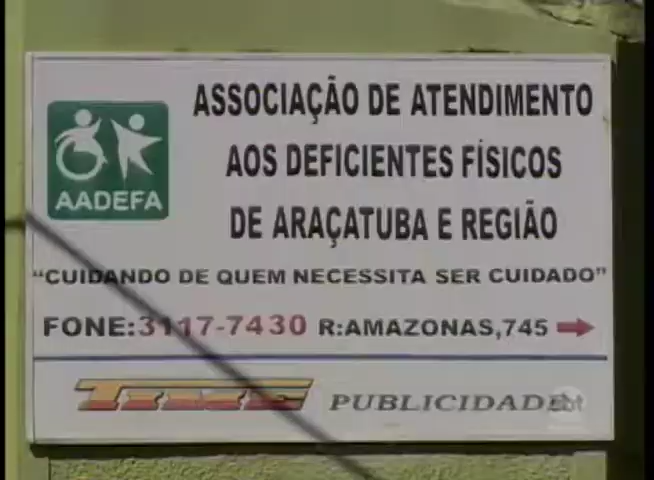 ASSOCIAÇÃO DE ATENDIMENTO
AOS DEFICIENTES FÍSICOS
DE ARAÇATUBA E REGIÃO
AADEFA
"CUIDANDO DE QUEM NECESSITA SER CUIDADO"
FONE:3117-7430 R:AMAZONAS,745
TIME PUBLICIDADE